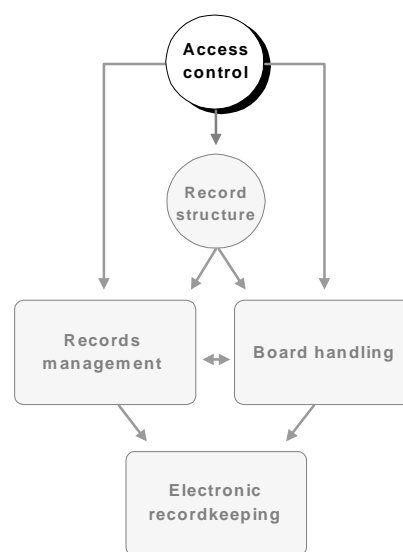 Access
control
Record
structure
Records
management
Board handling
Electronic
recordkeeping